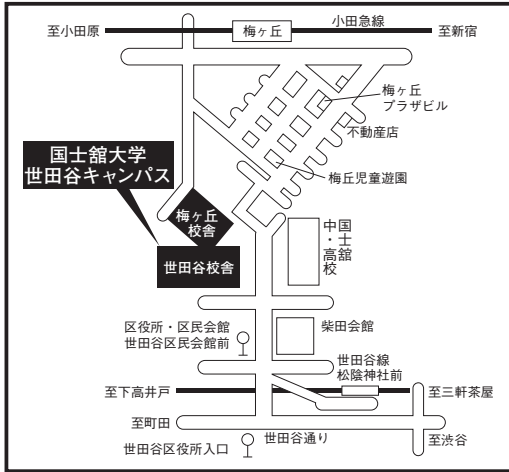 小田急線
至小田原
梅ヶ丘
至新宿
梅ヶ丘
プラザビル
不動産店
国士舘大学
世田谷キャンパス
梅丘児童遊園
梅ヶ丘
校舎
国士舘
中・高校
世田谷校舎
区役所・区民会館
世田谷区民会館前
柴田会館
世田谷線
松陰神社前
至下高井戸
至三軒茶屋
至町田
世田谷通り
至渋谷
世田谷区役所入口